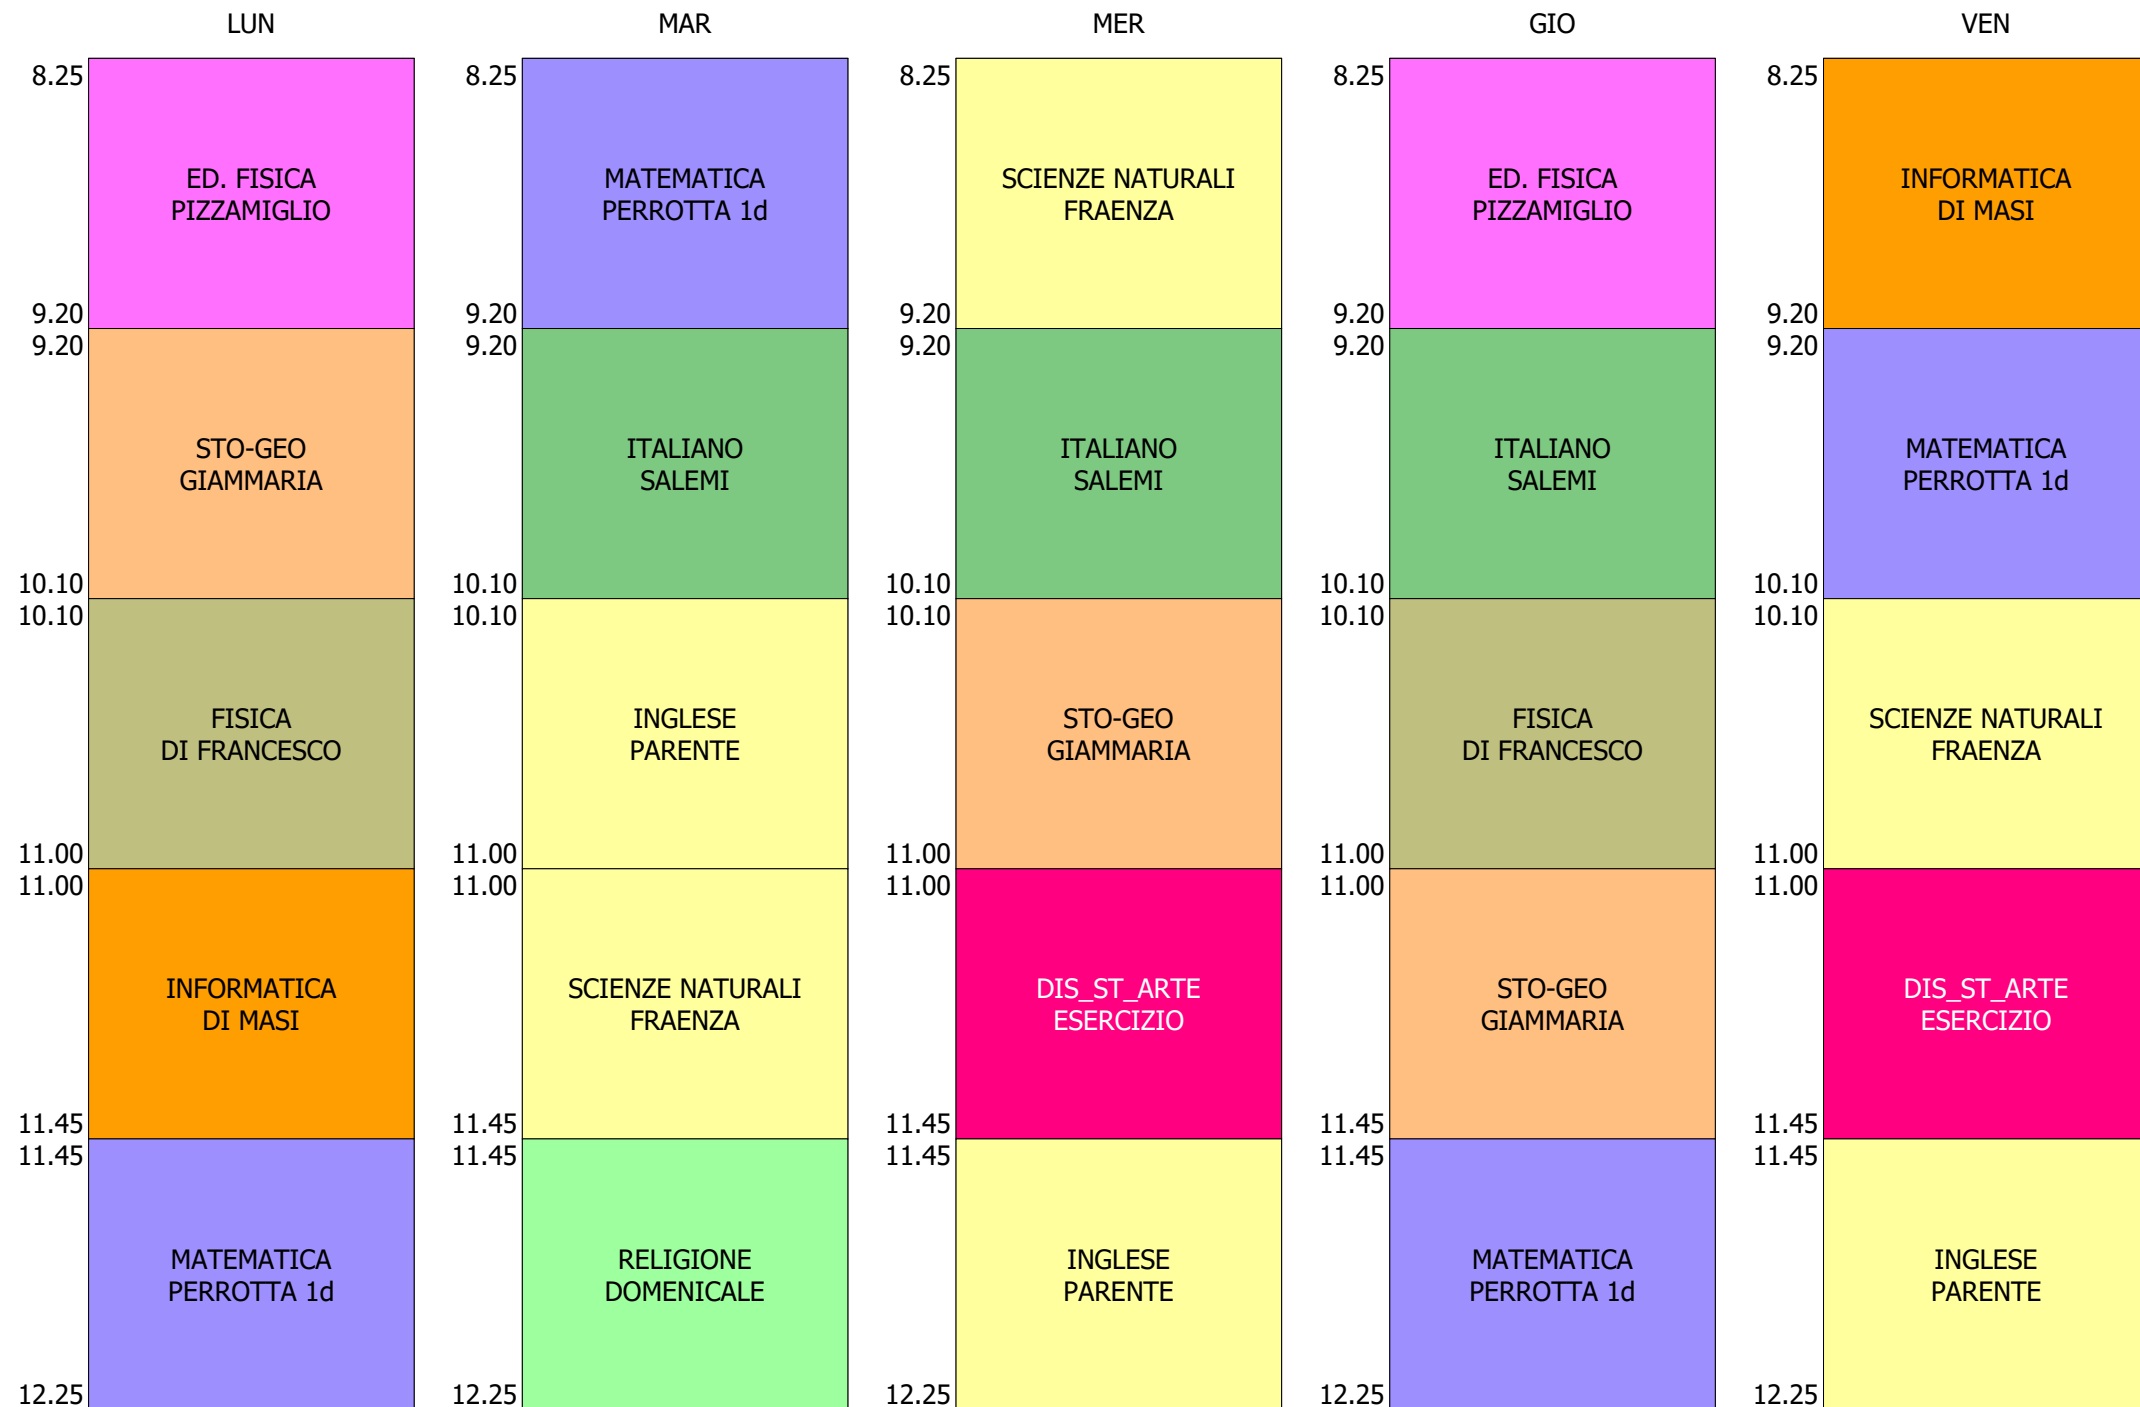 LUN MAR MER GIO VEN
8.25 8.25 8.25 8.25 8.25
ED. FISICA MATEMATICA SCIENZE NATURALI ED. FISICA INFORMATICA
PIZZAMIGLIO PERROTTA 1d FRAENZA PIZZAMIGLIO DI MASI
9.20 9.20 9.20 9.20 9.20
9.20 9.20 9.20 9.20 9.20
STO-GEO ITALIANO ITALIANO ITALIANO MATEMATICA
GIAMMARIA SALEMI SALEMI SALEMI PERROTTA 1d
10.10 10.10 10.10 10.10 10.10
10.10 10.10 10.10 10.10 10.10
FISICA INGLESE STO-GEO FISICA SCIENZE NATURALI
DI FRANCESCO PARENTE GIAMMARIA DI FRANCESCO FRAENZA
11.00 11.00 11.00 11.00 11.00
11.00 11.00 11.00 11.00 11.00
INFORMATICA SCIENZE NATURALI DIS_ST_ARTE STO-GEO DIS_ST_ARTE
DI MASI FRAENZA ESERCIZIO GIAMMARIA ESERCIZIO
11.45 11.45 11.45 11.45 11.45
11.45 11.45 11.45 11.45 11.45
MATEMATICA RELIGIONE INGLESE MATEMATICA INGLESE
PERROTTA 1d DOMENICALE PARENTE PERROTTA 1d PARENTE
12.25 12.25 12.25 12.25 12.25